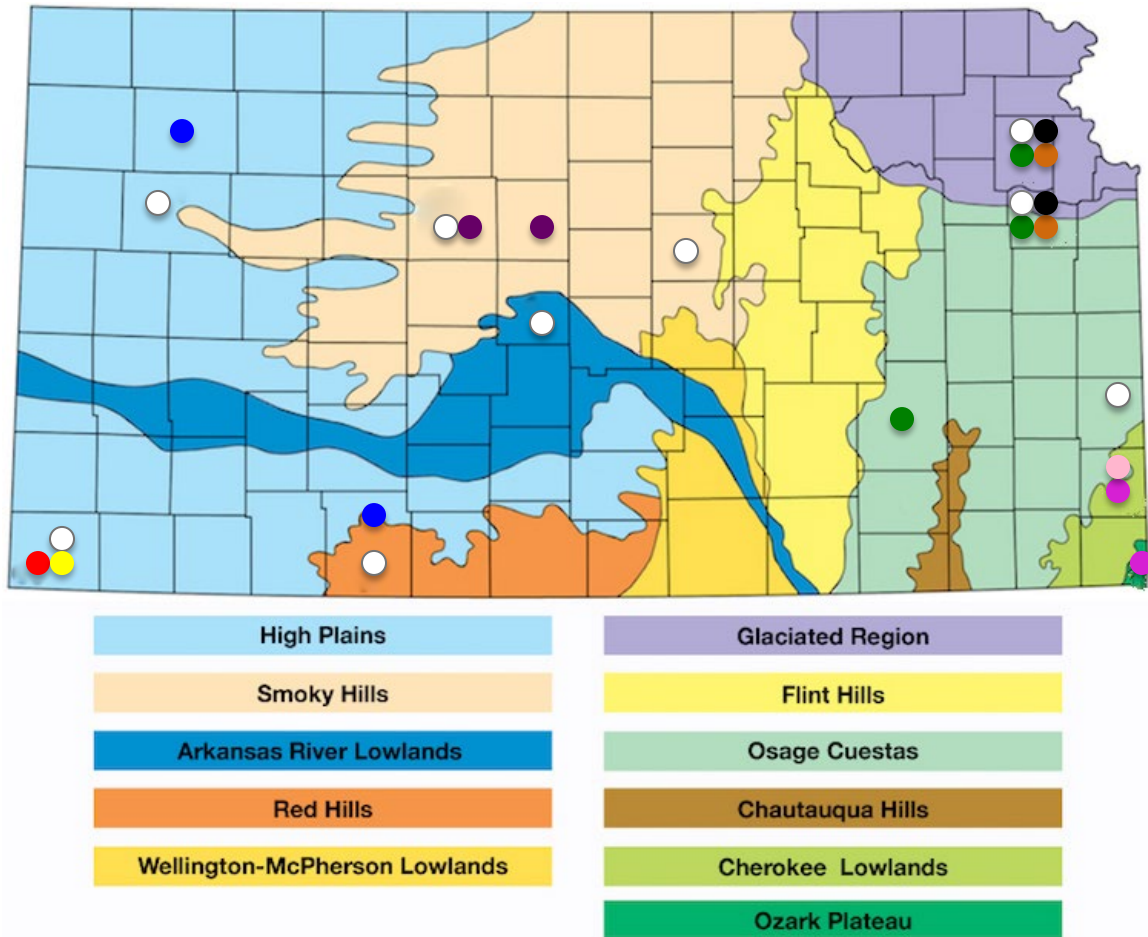 High Plains
Glaciated Region
Smoky Hills
Flint Hills
Arkansas River Lowlands
Osage Cuestas
Red Hills
Chautauqua Hills
Wellington-McPherson Lowlands
Cherokee Lowlands
Ozark Plateau